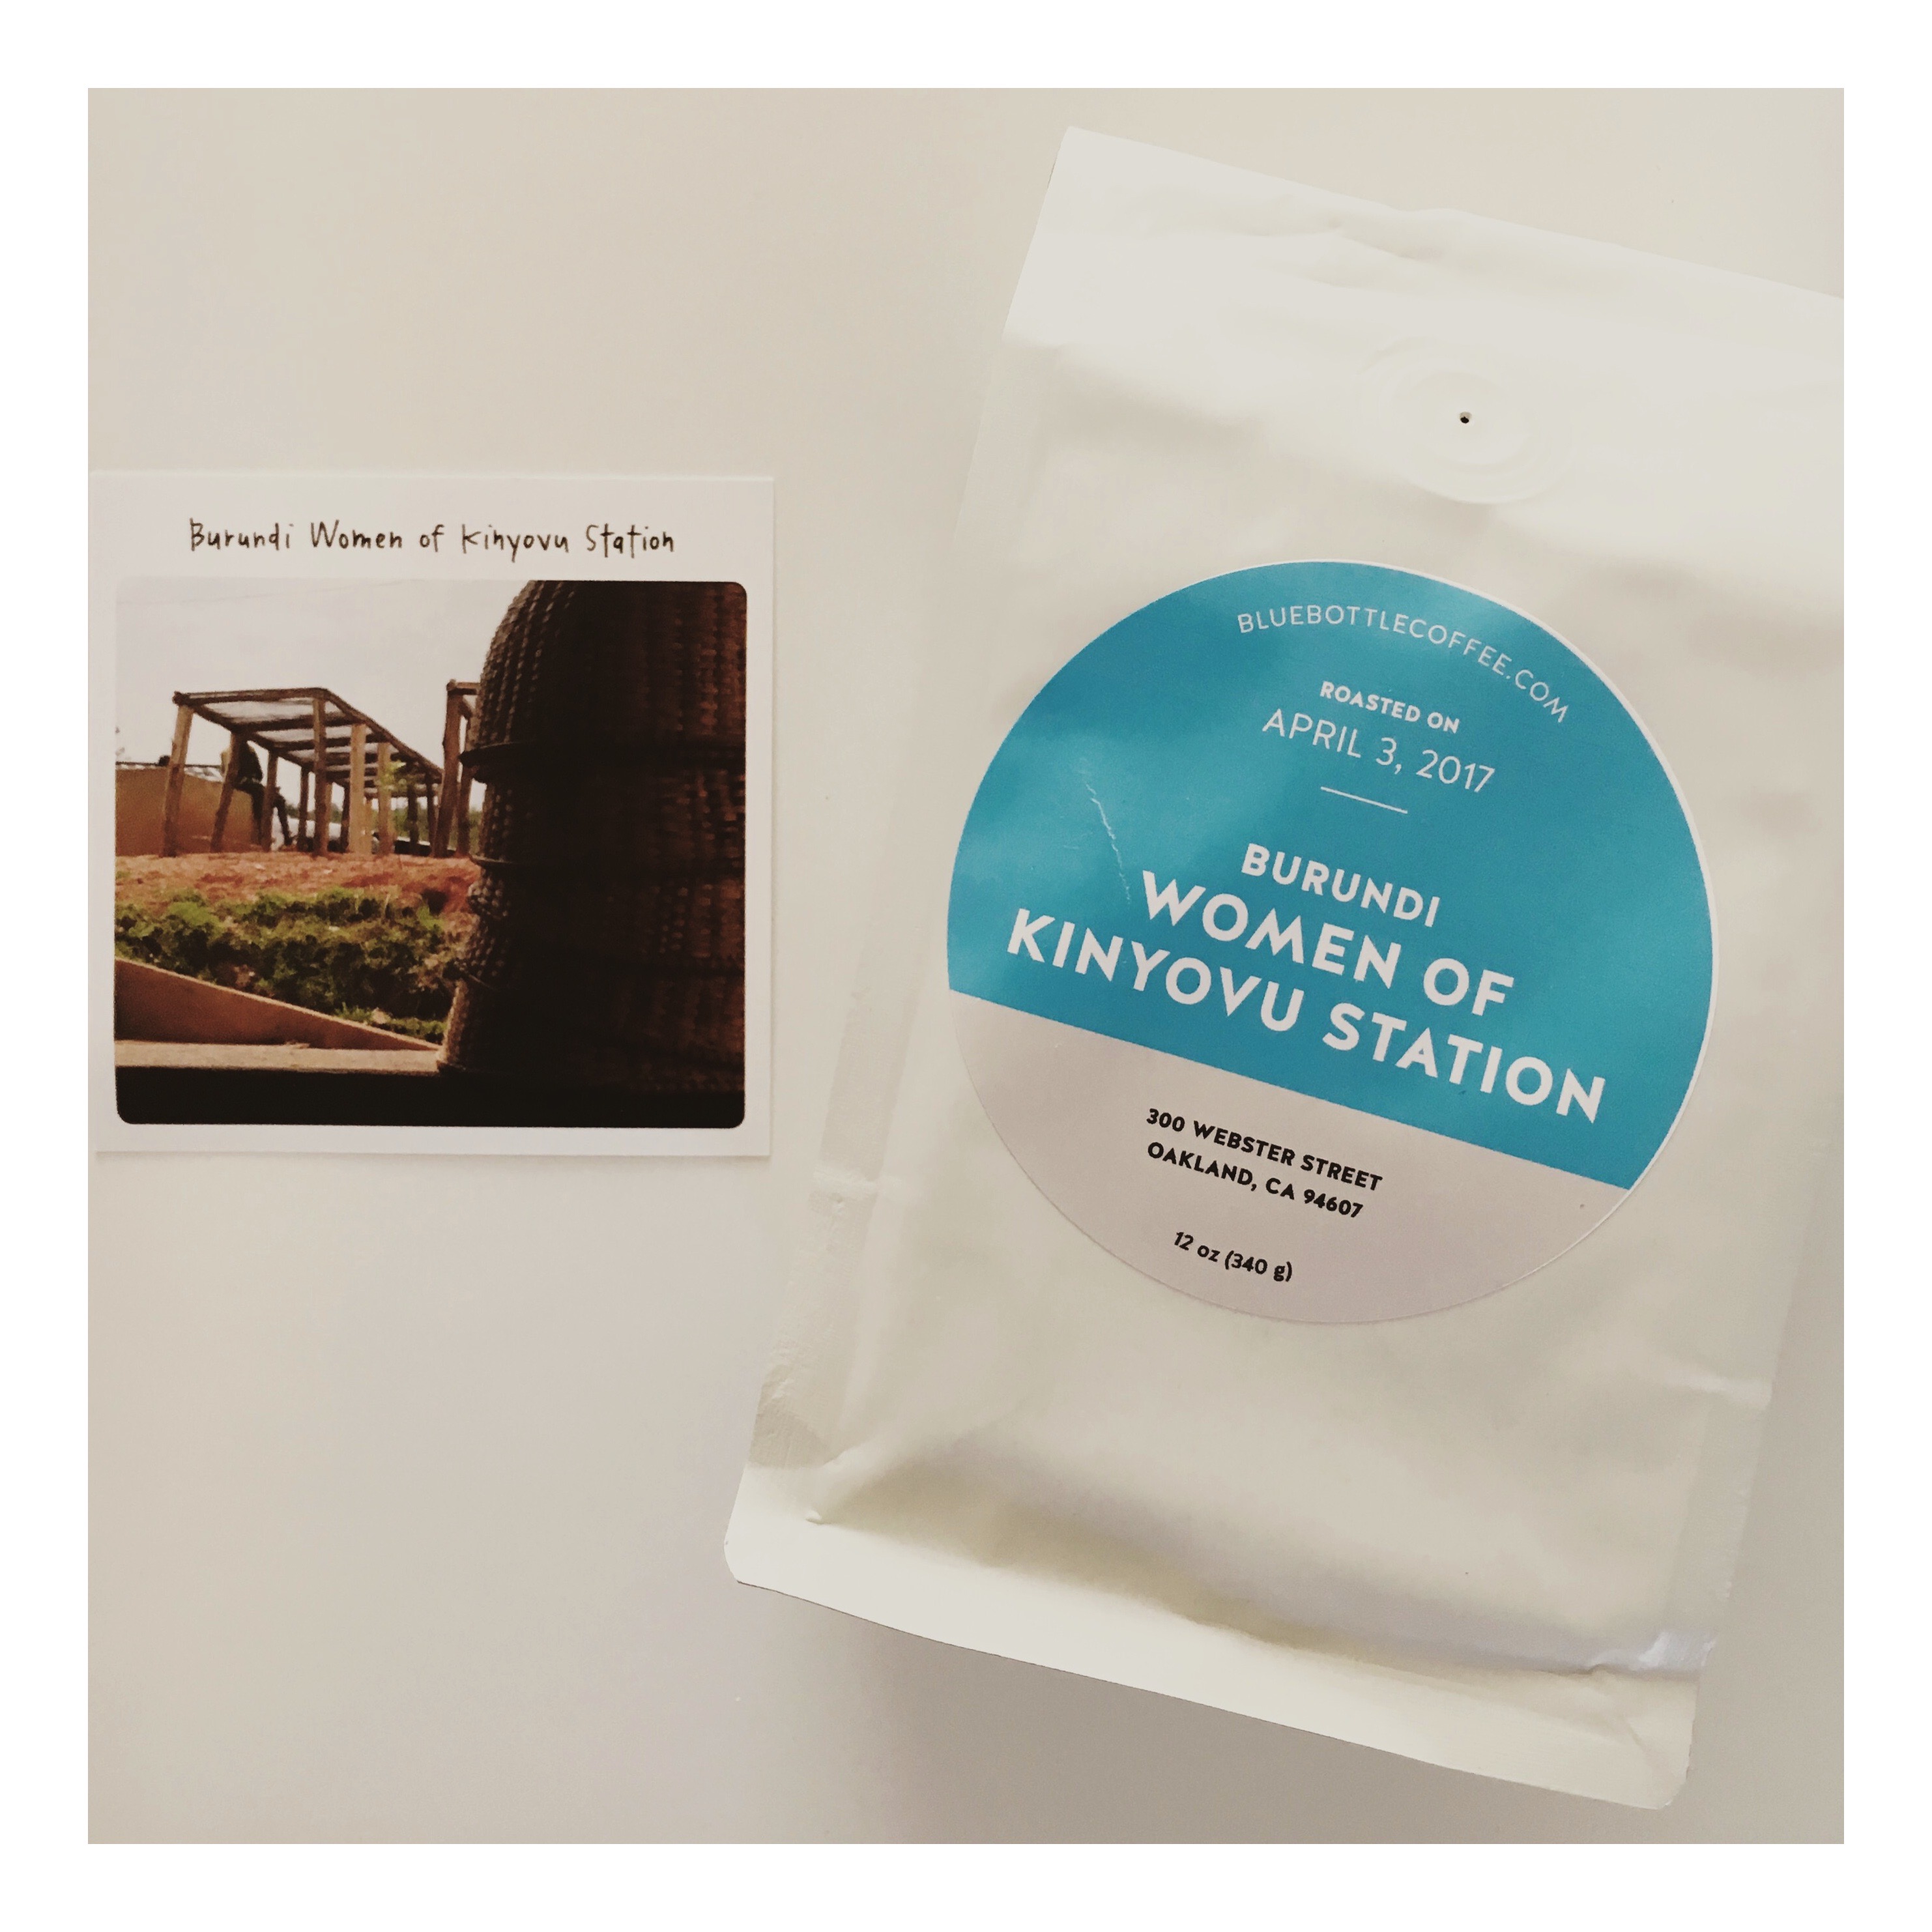 Burundi Women of Kinyovu Station
BLUEBOTTLECOFFEE.COM
ROASTED ON
APRIL 3, 2017
BURUNDI
WOMEN OF
KINYOVU STATION
300 WEBSTER STREET
OAKLAND, CA 94607
12 oz (340 g)